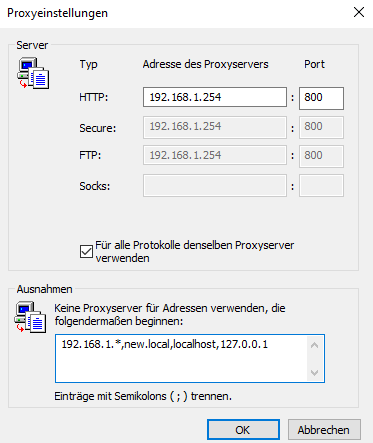 Proxyeinstellungen
Server
Typ Adresse des Proxyservers Port
HTTP: 192.168.1.254 : 800
Secure: 192.168.1.254 : 800
FTP: 192.168.1.254 : 800
Socks: :
Für alle Protokolle denselben Proxyserver
verwenden
Ausnahmen
Keine Proxyserver für Adressen verwenden, die
folgendermaßen beginnen:
192.168.1.*,new.local,localhost,127.0.0.1
Einträge mit Semikolons ( ; ) trennen.
OK Abbrechen